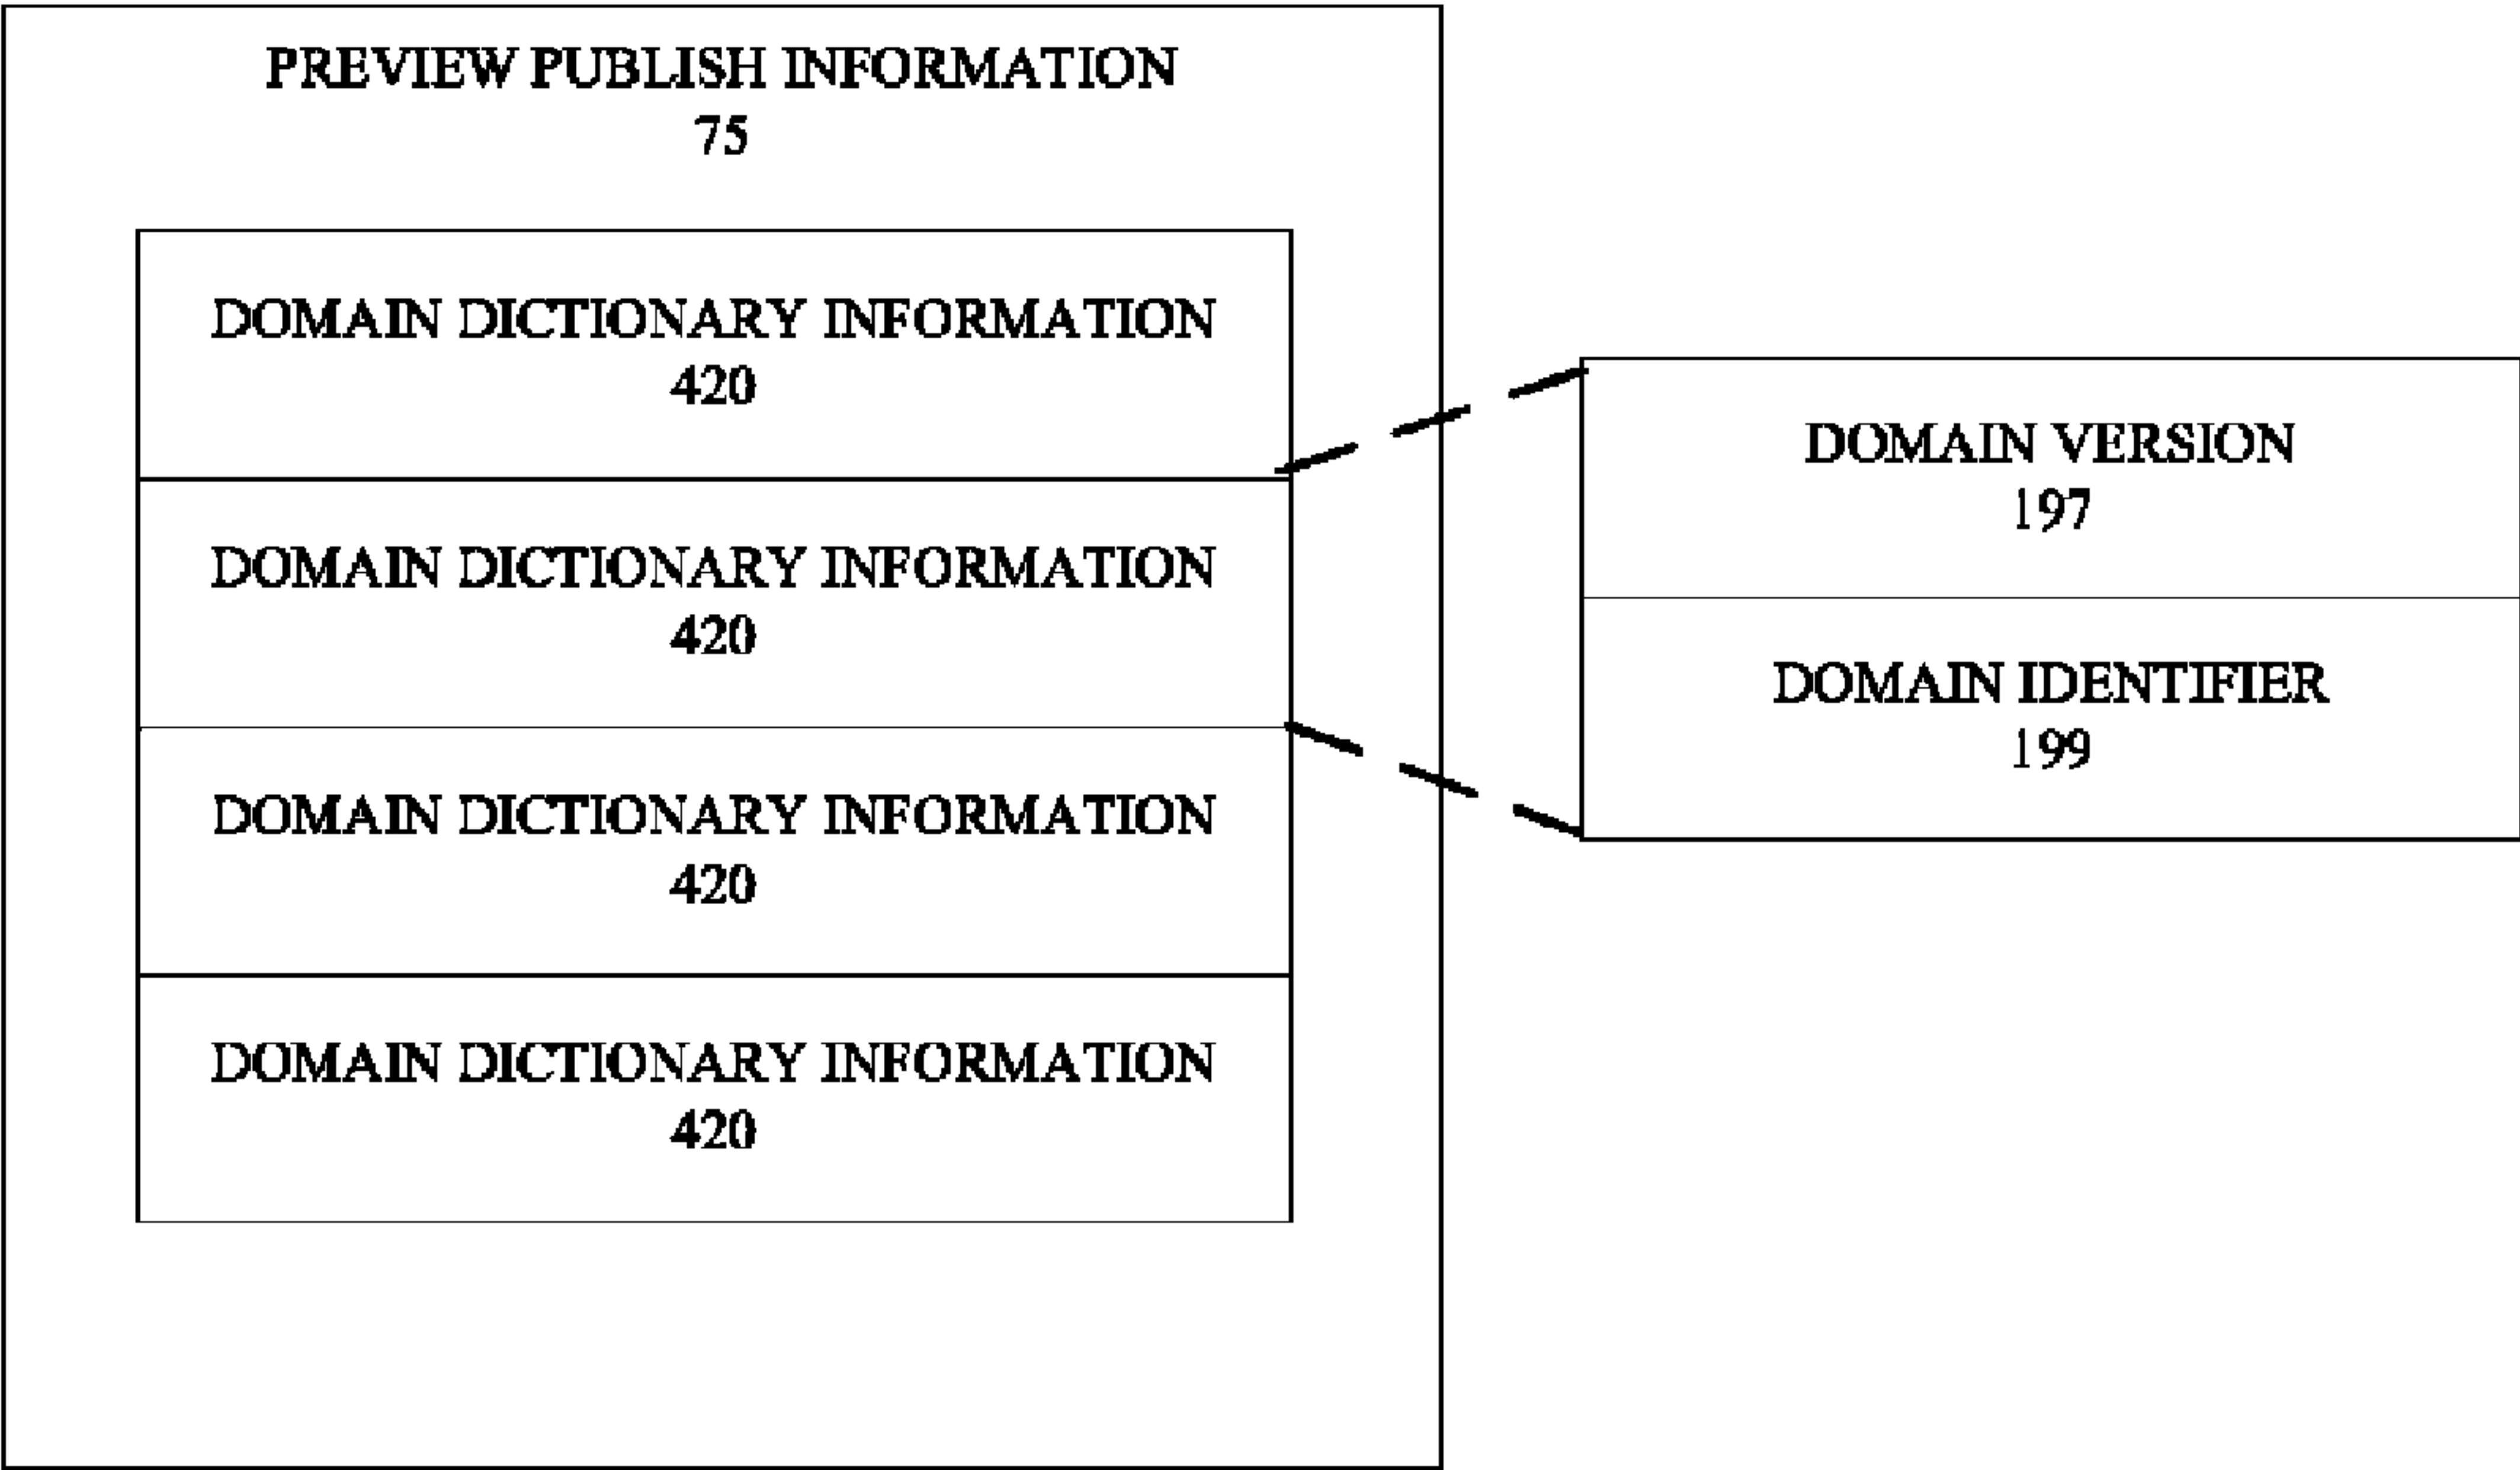 PREVIEW PUBLISH INFORMATION
75
DOMAIN DICTIONARY INFORMATION
420
DOMAIN DICTIONARY INFORMATION
420
DOMAIN DICTIONARY INFORMATION
420
DOMAIN DICTIONARY INFORMATION
420
DOMAIN VERSION
197
DOMAIN IDENTIFIER
199